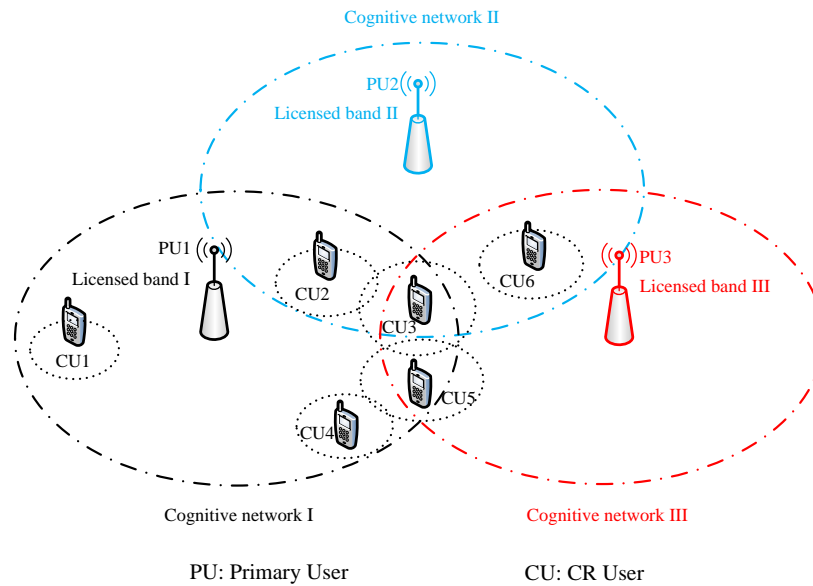 Cognitive network II
PU2
Licensed band II
PU1
Licensed band I
CU2
CU6
PU3
Licensed band III
CU1
CU3
CU5
CU4
Cognitive network I
Cognitive network III
PU: Primary User
CU: CR User